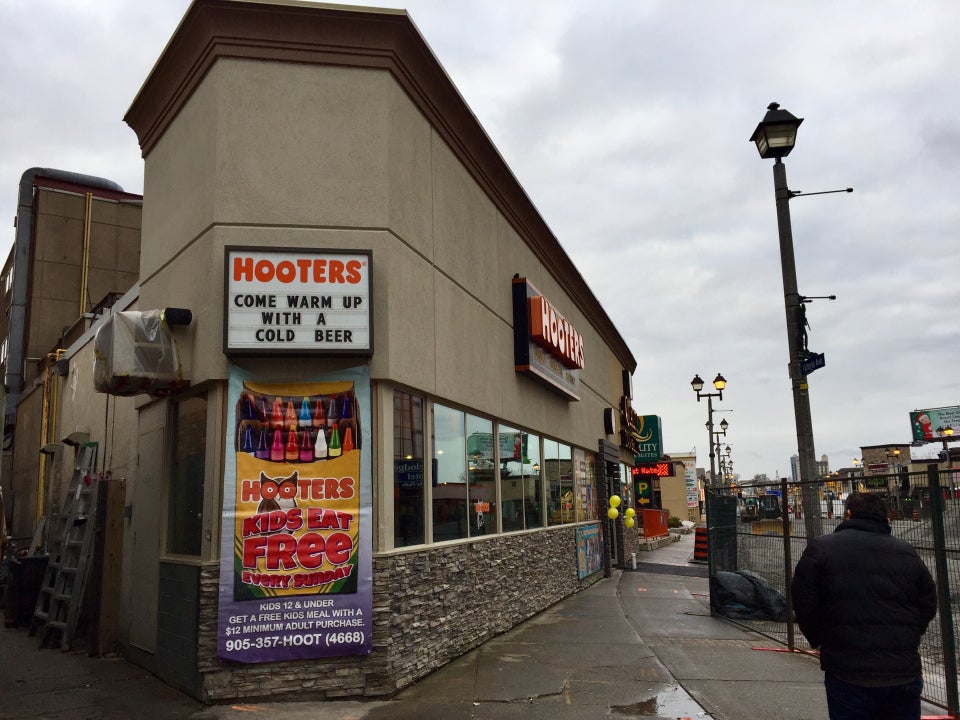 HOOTERS
COME WARM UP
WITH A
COLD BEER
HOOTERS
KIDS EAT
FREE
EVERY SUNDAY
KIDS 12 & UNDER
GET A FREE KIDS MEAL WITH A
$12 MINIMUM ADULT PURCHASE.
905-357-HOOT (4668)
HOOTERS
P